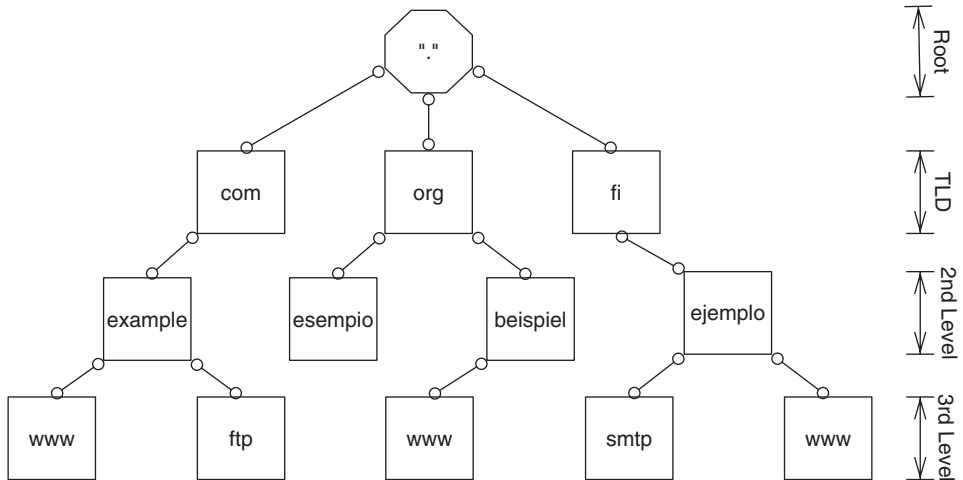 "."
Root
com
org
fi
TLD
example
esempio
beispiel
ejemplo
2nd Level
www
ftp
www
smtp
www
3rd Level